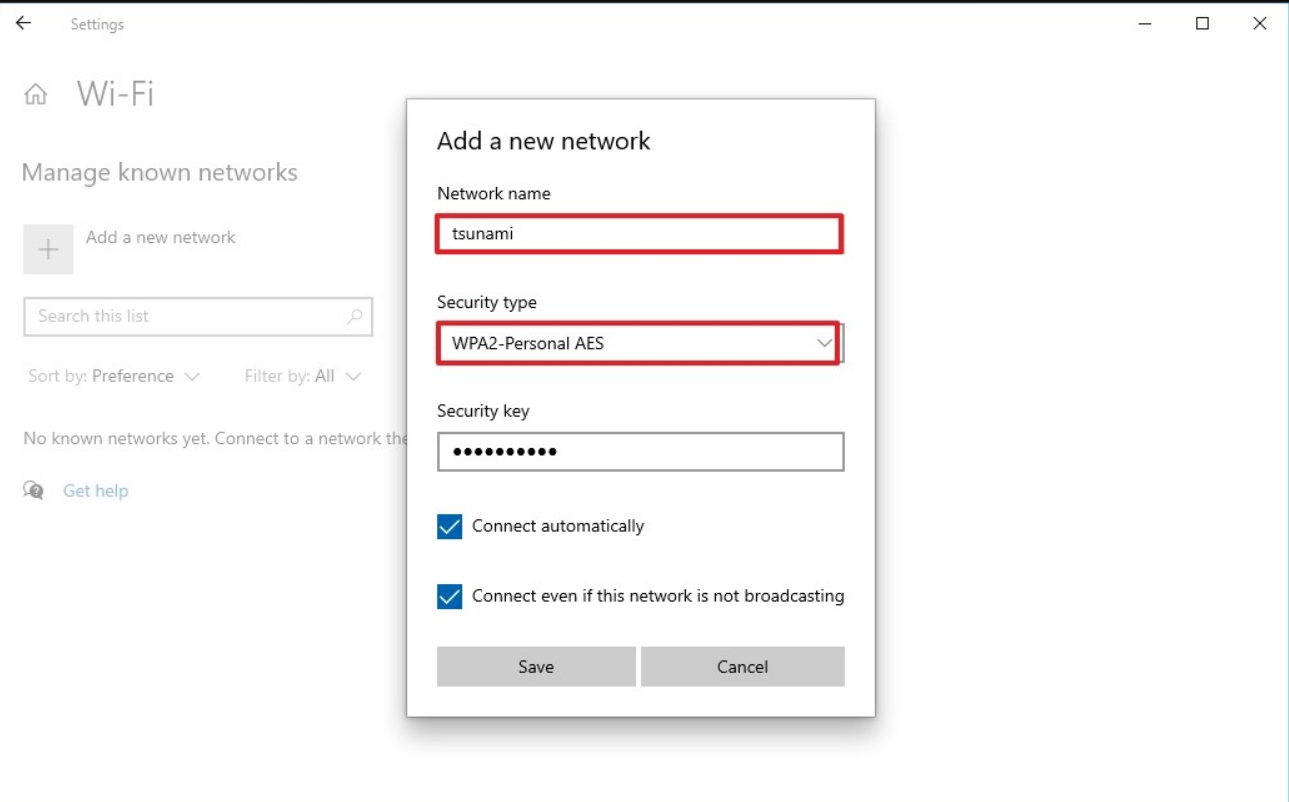 Settings
Wi-Fi
Manage known networks
Add a new network
Search this list
Sort by: Preference
Filter by: All
No known networks yet. Connect to a network
Get help
Add a new network
Network name
tsunami
Security type
WPA2-Personal AES
Security key
••••••••••
Connect automatically
Connect even if this network is not broadcasting
Save
Cancel